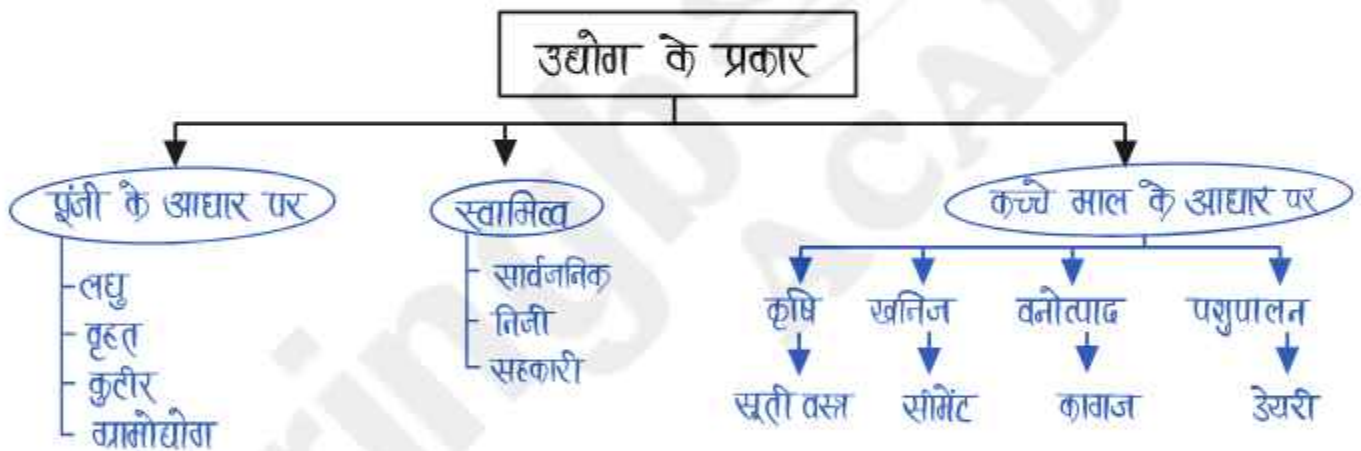 उद्योग के प्रकार
पूंजी के आधार पर
लघु
वृहत
कुटीर
ग्रामोद्योग
स्वामित्व
सार्वजनिक
निजी
सहकारी
कच्चे माल के आधार पर
कृषि खनिज वनोत्पाद पशुपालन
सूती वस्त्र सीमेंट कागज डेयरी